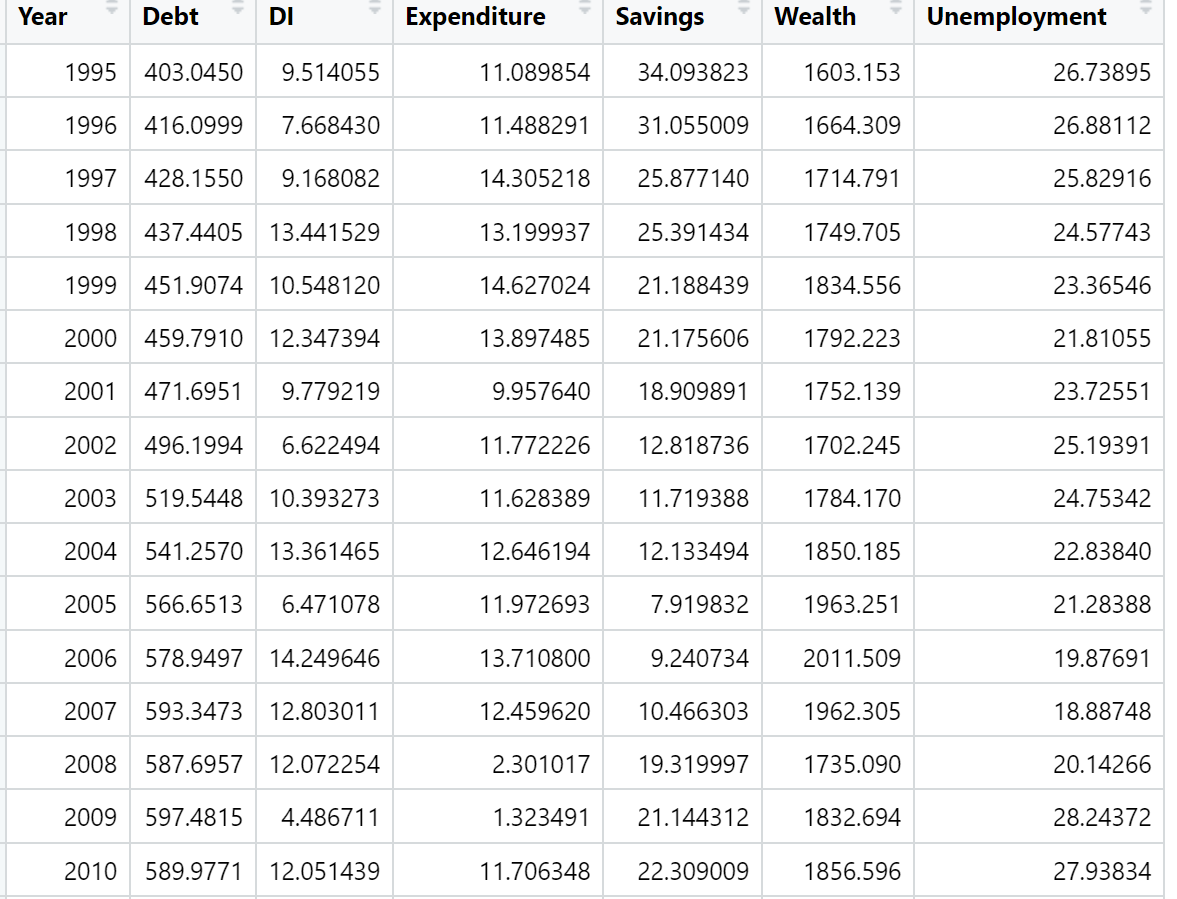 Year Debt DI Expenditure Savings Wealth Unemployment
1995 403.0450 9.514055 11.089854 34.093823 1603.153 26.73895
1996 416.0999 7.668430 11.488291 31.055009 1664.309 26.88112
1997 428.1550 9.168082 14.305218 25.877140 1714.791 25.82916
1998 437.4405 13.441529 13.199937 25.391434 1749.705 24.57743
1999 451.9074 10.548120 14.627024 21.188439 1834.556 23.36546
2000 459.7910 12.347394 13.897485 21.175606 1792.223 21.81055
2001 471.6951 9.779219 9.957640 18.909891 1752.139 23.72551
2002 496.1994 6.622494 11.772226 12.818736 1702.245 25.19391
2003 519.5448 10.393273 11.628389 11.719388 1784.170 24.75342
2004 541.2570 13.361465 12.646194 12.133494 1850.185 22.83840
2005 566.6513 6.471078 11.972693 7.919832 1963.251 21.28388
2006 578.9497 14.249646 13.710800 9.240734 2011.509 19.87691
2007 593.3473 12.803011 12.459620 10.466303 1962.305 18.88748
2008 587.6957 12.072254 2.301017 19.319997 1735.090 20.14266
2009 597.4815 4.486711 1.323491 21.144312 1832.694 28.24372
2010 589.9771 12.051439 11.706348 22.309009 1856.596 27.93834